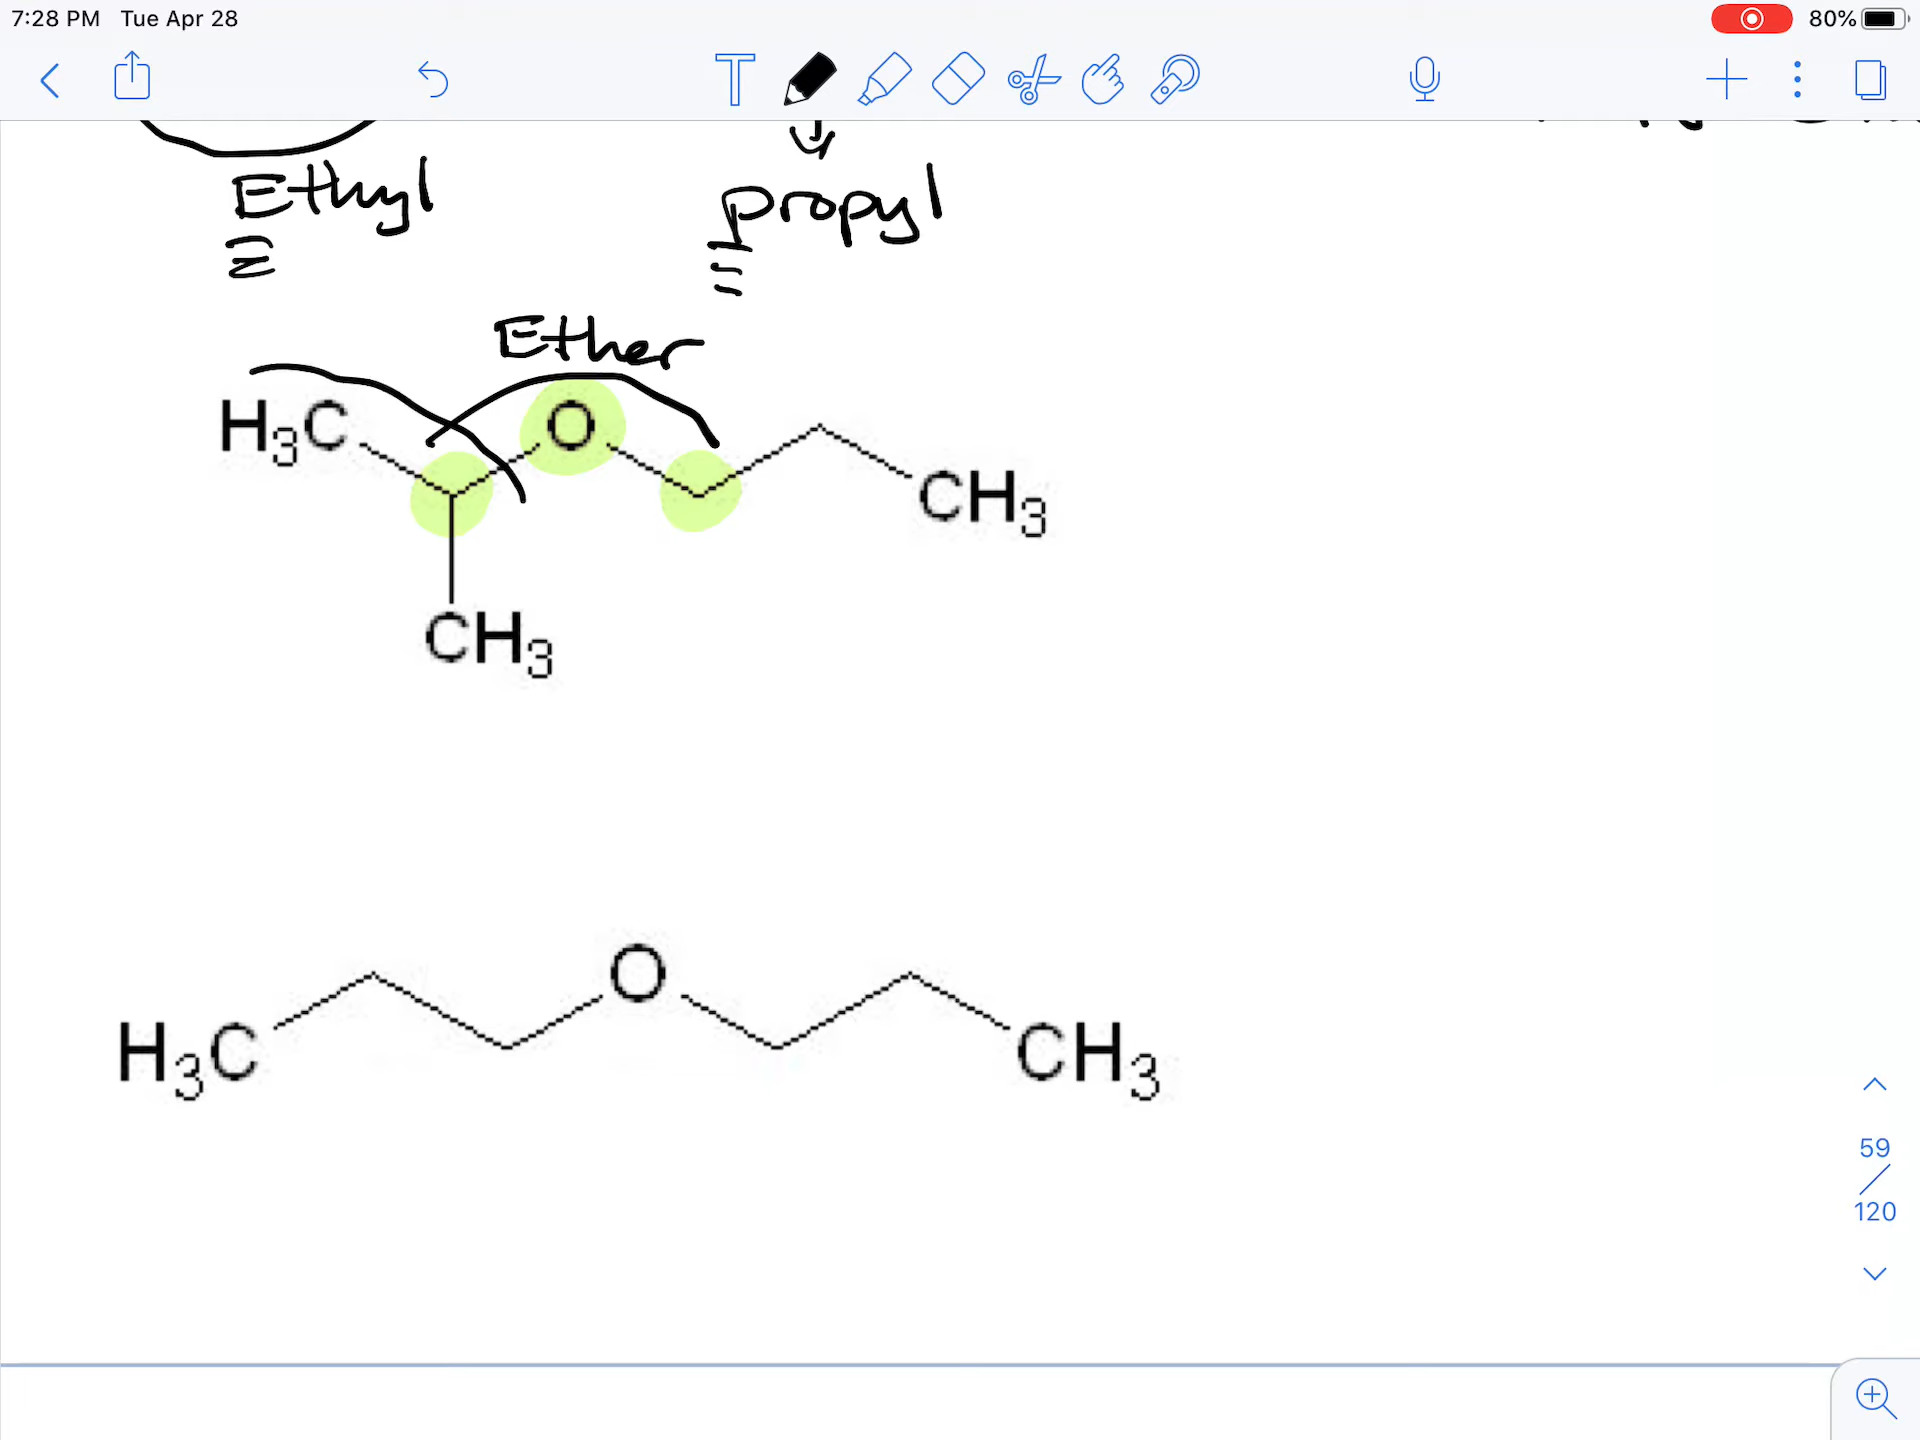 7:28 PM Tue Apr 28
80%
T
Ethyl
propyl
Ether
H3C O CH3
CH3
O
H3C CH3
59
120